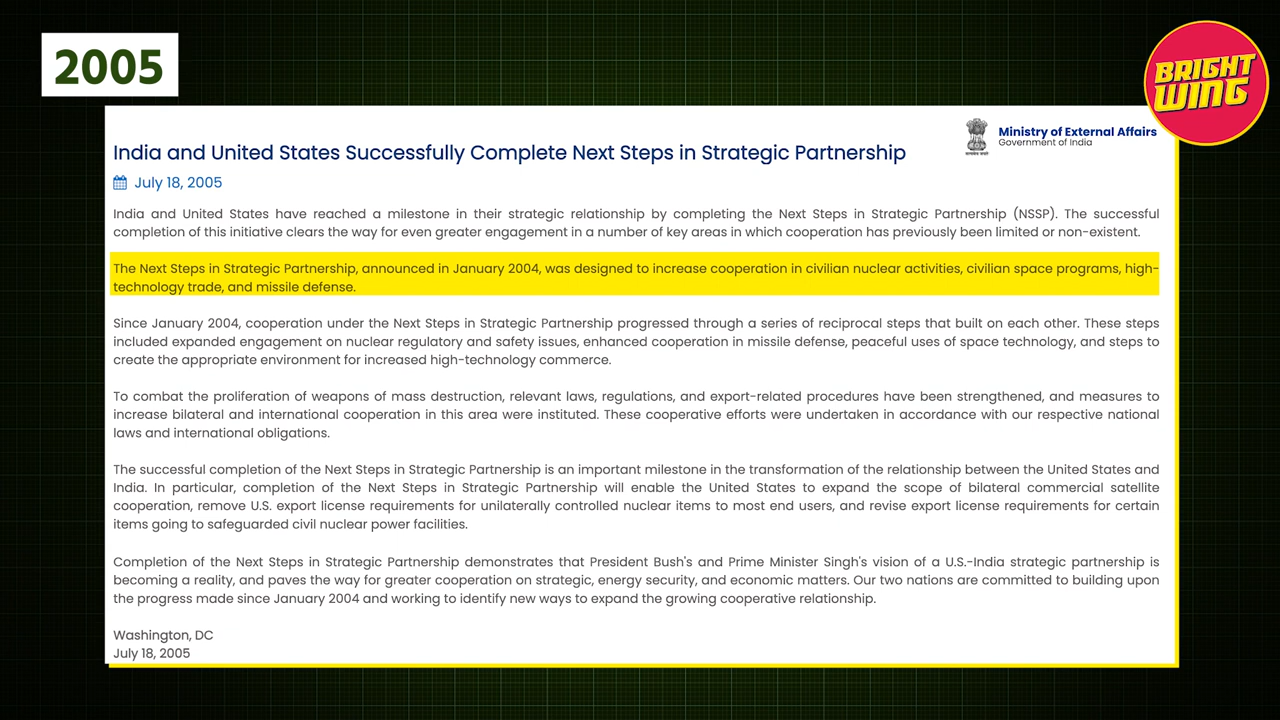 2005
BRIGHT
WING
Ministry of External Affairs
Government of India
India and United States Successfully Complete Next Steps in Strategic Partnership
July 18, 2005
India and United States have reached a milestone in their strategic relationship by completing the Next Steps in Strategic Partnership (NSSP). The successful
completion of this initiative clears the way for even greater engagement in a number of key areas in which cooperation has previously been limited or non-existent.
The Next Steps in Strategic Partnership, announced in January 2004, was designed to increase cooperation in civilian nuclear activities, civilian space programs, high-
technology trade, and missile defense.
Since January 2004, cooperation under the Next Steps in Strategic Partnership progressed through a series of reciprocal steps that built on each other. These steps
included expanded engagement on nuclear regulatory and safety issues, enhanced cooperation in missile defense, peaceful uses of space technology, and steps to
create the appropriate environment for increased high-technology commerce.
To combat the proliferation of weapons of mass destruction, relevant laws, regulations, and export-related procedures have been strengthened, and measures to
increase bilateral and international cooperation in this area were instituted. These cooperative efforts were undertaken in accordance with our respective national
laws and international obligations.
The successful completion of the Next Steps in Strategic Partnership is an important milestone in the transformation of the relationship between the United States and
India. In particular, completion of the Next Steps in Strategic Partnership will enable the United States to expand the scope of bilateral commercial satellite
cooperation, remove U.S. export license requirements for unilaterally controlled nuclear items to most end users, and revise export license requirements for certain
items going to safeguarded civil nuclear power facilities.
Completion of the Next Steps in Strategic Partnership demonstrates that President Bush's and Prime Minister Singh's vision of a U.S.-India strategic partnership is
becoming a reality, and paves the way for greater cooperation on strategic, energy security, and economic matters. Our two nations are committed to building upon
the progress made since January 2004 and working to identify new ways to expand the growing cooperative relationship.
Washington, DC
July 18, 2005